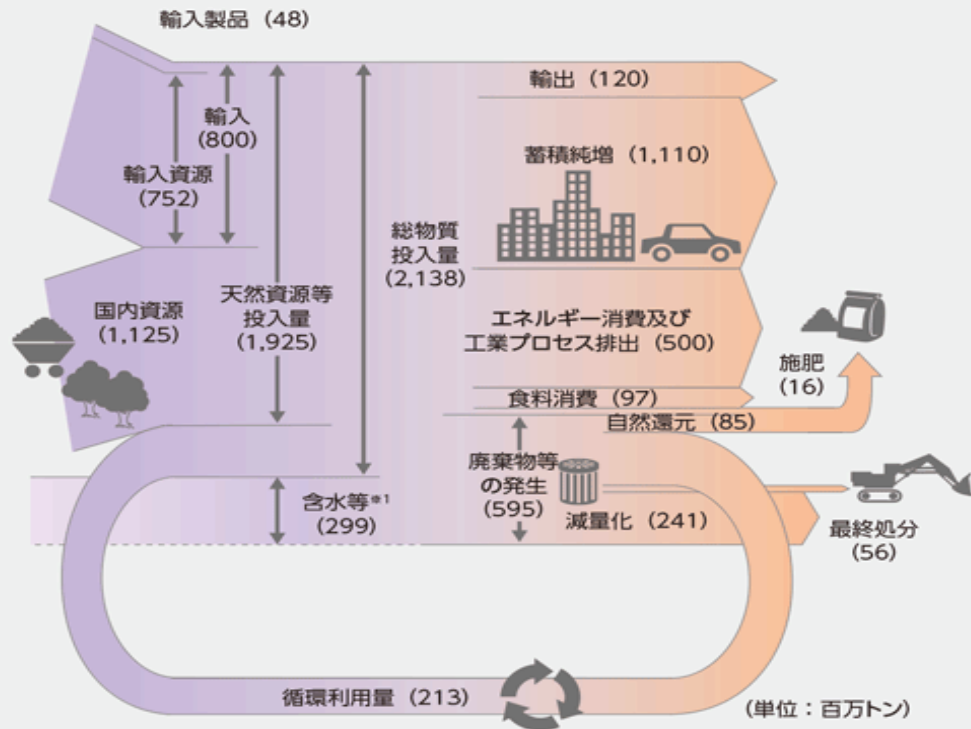 輸入製品 (48)
輸出 (120)
輸入
(800)
蓄積純増 (1,110)
輸入資源
(752)
総物質
投入量
(2,138)
国内資源
(1,125)
天然資源等
投入量
(1,925)
エネルギー消費及び
工業プロセス排出 (500)
施肥
(16)
食料消費 (97)
自然還元 (85)
廃棄物等
の発生
(595)
含水等※1
(299)
減量化 (241)
最終処分
(56)
循環利用量 (213)
(単位：百万トン)